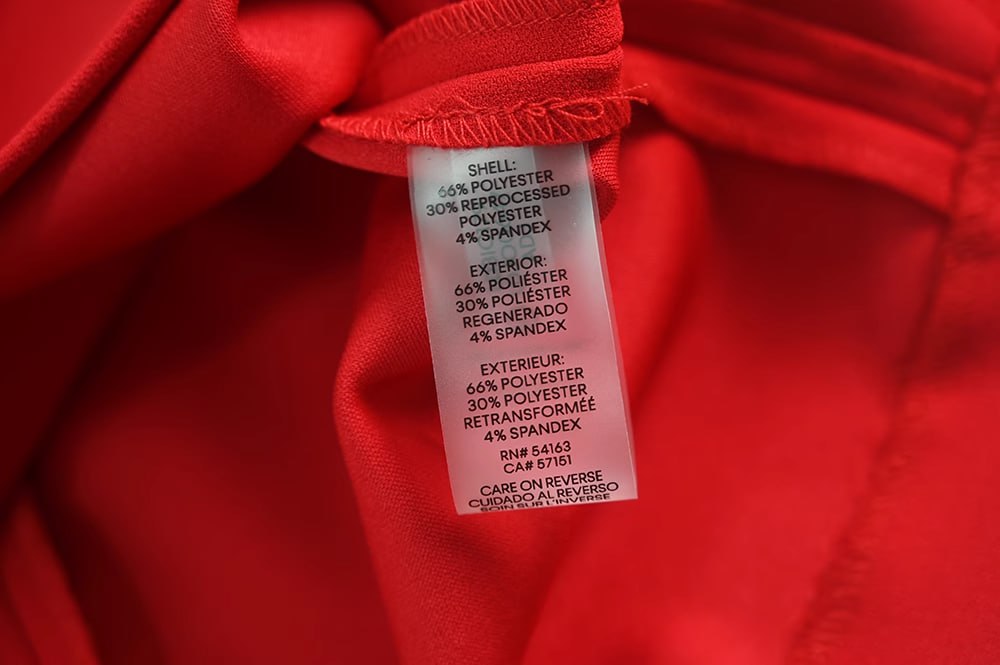 SHELL:
66% POLYESTER
30% REPROCESSED
POLYESTER
4% SPANDEX
EXTERIOR:
66% POLIÉSTER
30% POLIÉSTER
REGENERADO
4% SPANDEX
EXTERIEUR:
66% POLYESTER
30% POLYESTER
RETRANSFORMÉÉ
4% SPANDEX
RN# 54163
CA# 57151
CARE ON REVERSE
CUIDADO AL REVERSO
SOIN SUR L'INVERSE